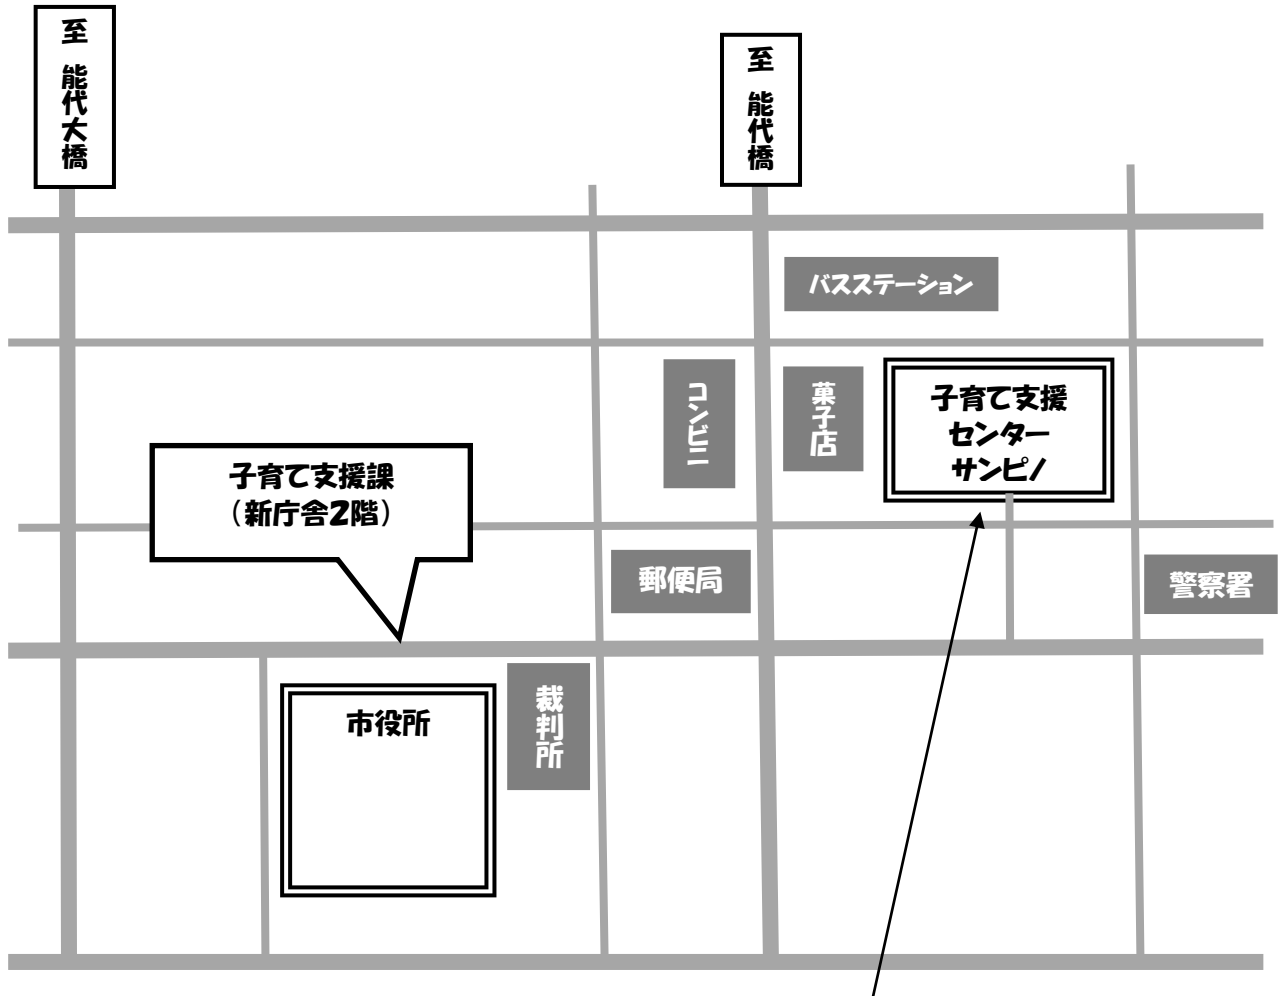 至 能代大橋
至 能代橋
バスステーション
コンビニ
菓子店
子育て支援
センター
サンピノ
子育て支援課
（新庁舎2階）
郵便局
警察署
裁判所
市役所